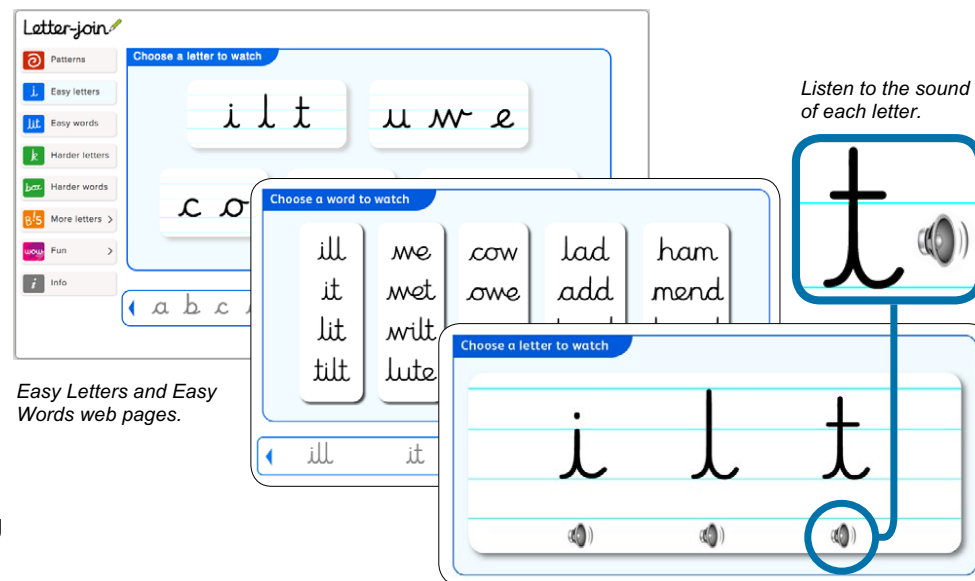 Letter-join
Patterns
Easy letters
Easy words
Harder letters
Harder words
More letters >
Fun >
Info
Choose a letter to watch
i l t
u w e
c o
a b c
Easy Letters and Easy
Words web pages.
Choose a word to watch
ill me cow lad ham
it met owe add mend
lit wilt
tilt lute
ill it
Choose a letter to watch
i l t
Listen to the sound
of each letter.
t